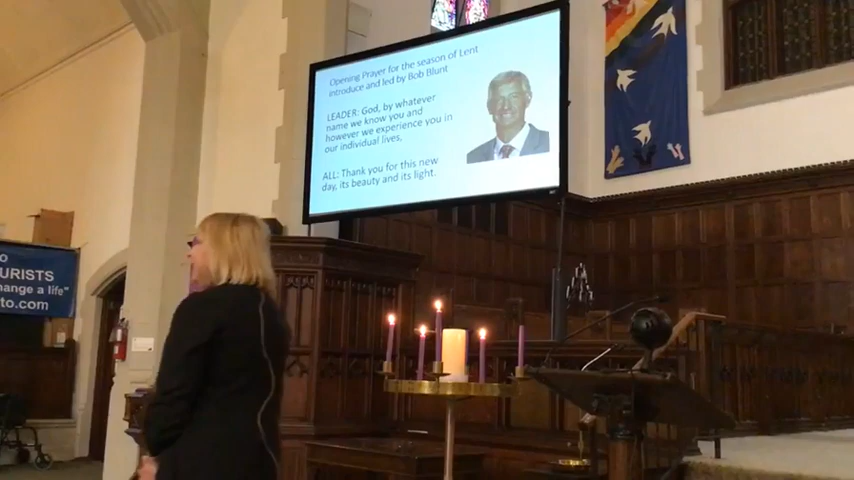 Opening Prayer for the season of Lent
introduce and led by Bob Blunt
LEADER: God, by whatever
name we know you and
however we experience you in
our individual lives,
ALL: Thank you for this new
day, its beauty and its light.
URISTS
change a life"
to.com